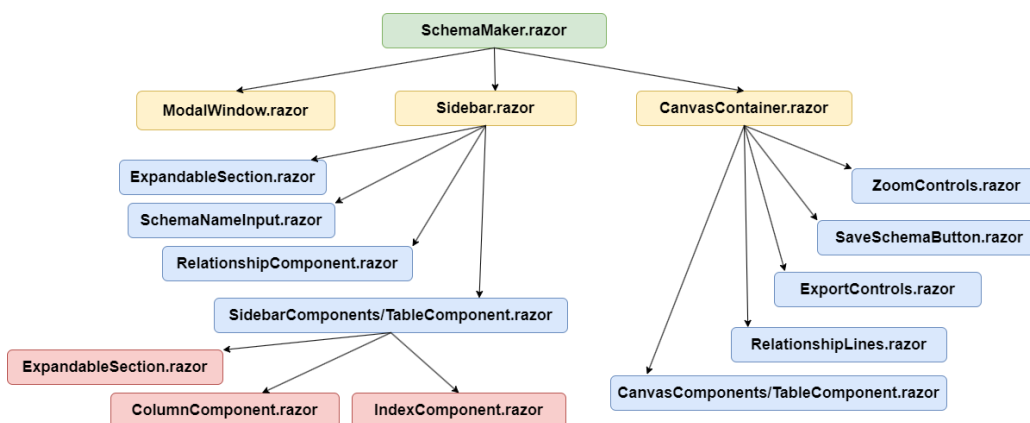 SchemaMaker.razor
ModalWindow.razor
Sidebar.razor
CanvasContainer.razor
ExpandableSection.razor
ZoomControls.razor
SchemaNameInput.razor
SaveSchemaButton.razor
RelationshipComponent.razor
ExportControls.razor
SidebarComponents/TableComponent.razor
RelationshipLines.razor
ExpandableSection.razor
CanvasComponents/TableComponent.razor
ColumnComponent.razor
IndexComponent.razor